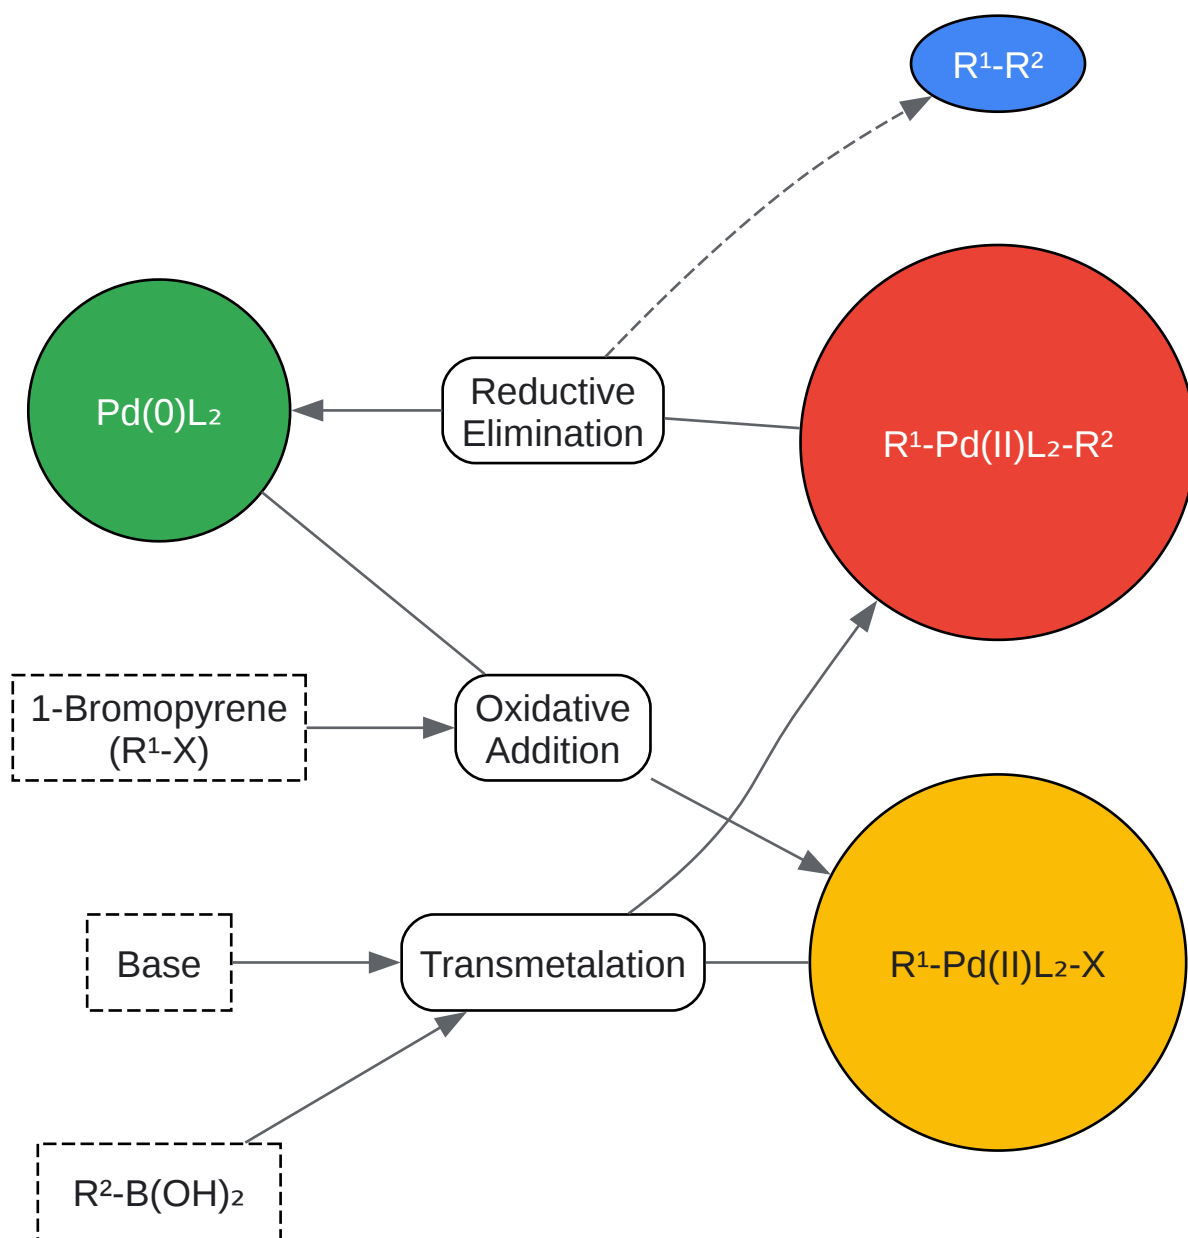 R¹-R²
Reductive
Elimination
Pd(0)L₂
R¹-Pd(II)L₂-R²
1-Bromopyrene
(R¹-X)
Oxidative
Addition
Base
Transmetalation
R¹-Pd(II)L₂-X
R²-B(OH)₂